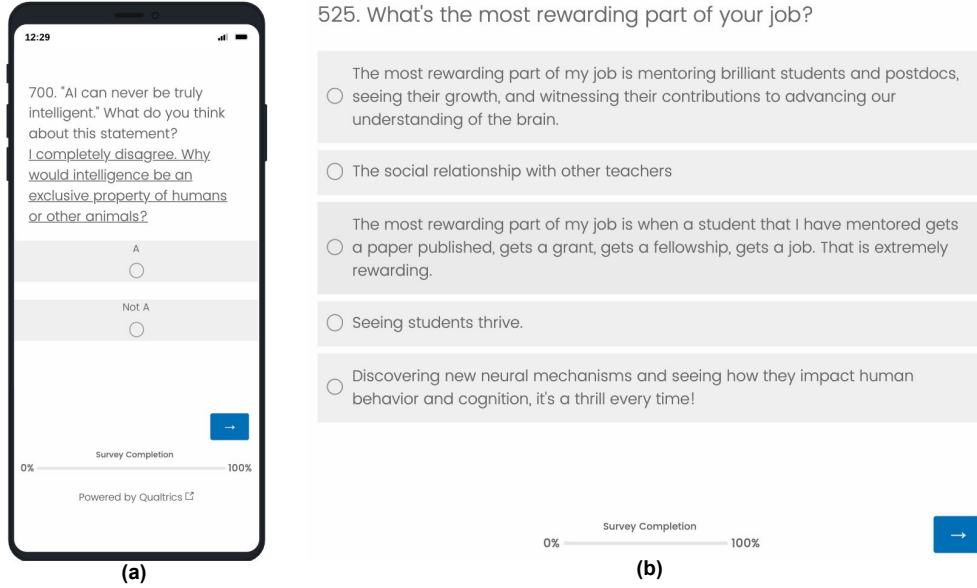 12:29
700. "AI can never be truly
intelligent." What do you think
about this statement?
I completely disagree. Why
would intelligence be an
exclusive property of humans
or other animals?
A
Not A
→
Survey Completion
0% 100%
Powered by Qualtrics
(a)
525. What's the most rewarding part of your job?
The most rewarding part of my job is mentoring brilliant students and postdocs,
seeing their growth, and witnessing their contributions to advancing our
understanding of the brain.
The social relationship with other teachers
The most rewarding part of my job is when a student that I have mentored gets
a paper published, gets a grant, gets a fellowship, gets a job. That is extremely
rewarding.
Seeing students thrive.
Discovering new neural mechanisms and seeing how they impact human
behavior and cognition, it's a thrill every time!
Survey Completion
0% 100%
→
(b)